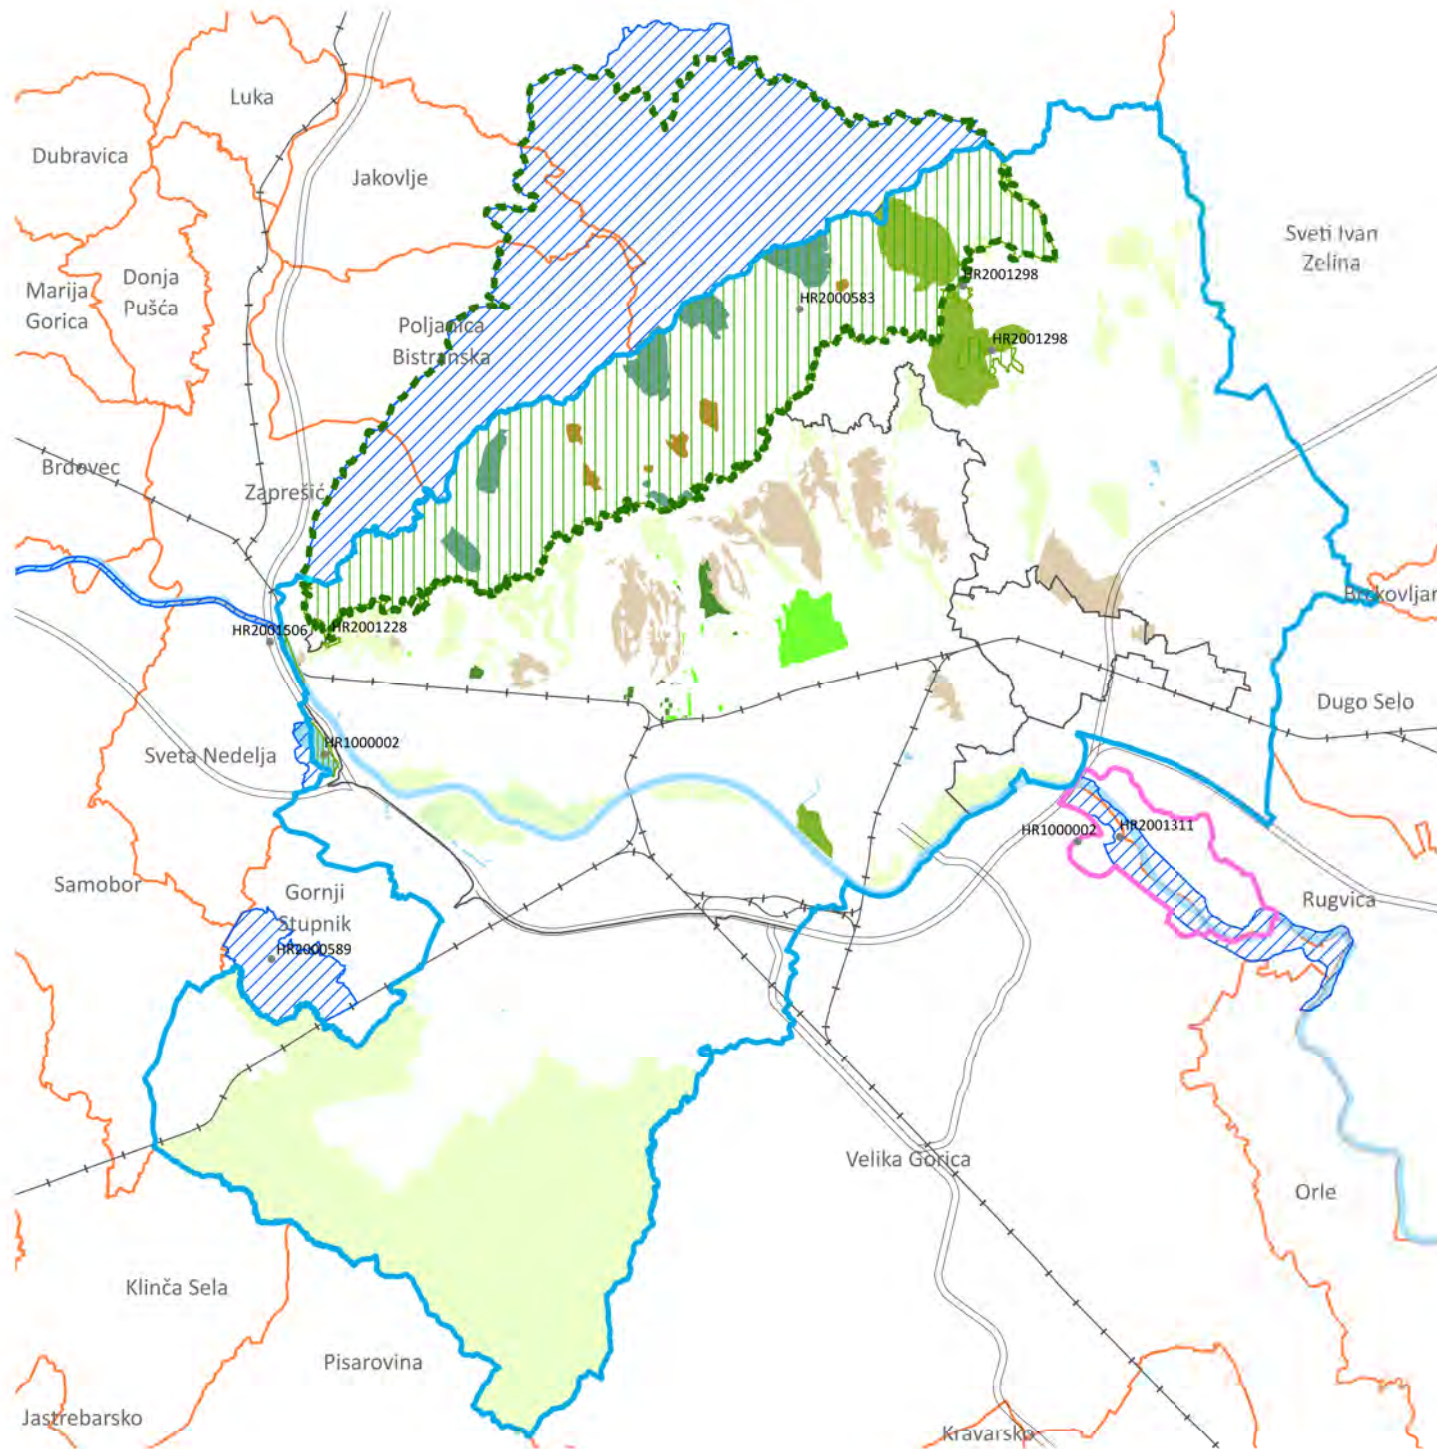 Luka
Dubravica
Jakovlje
Sveti Ivan
Zelina
Donja
Pušća
Marija
Gorica
HR2001298
HR2000583
Poljanica
Bistranska
HR2001298
Brdovec
Zaprešić
Brckovljani
HR2001506
HR2001228
Dugo Selo
HR1000002
Sveta Nedelja
HR1000002
HR2001311
Samobor
Gornji
Stupnik
Rugvica
HR2000589
Velika Gorica
Orle
Klinča Sela
Pisarovina
Jastrebarsko
Kravarsko